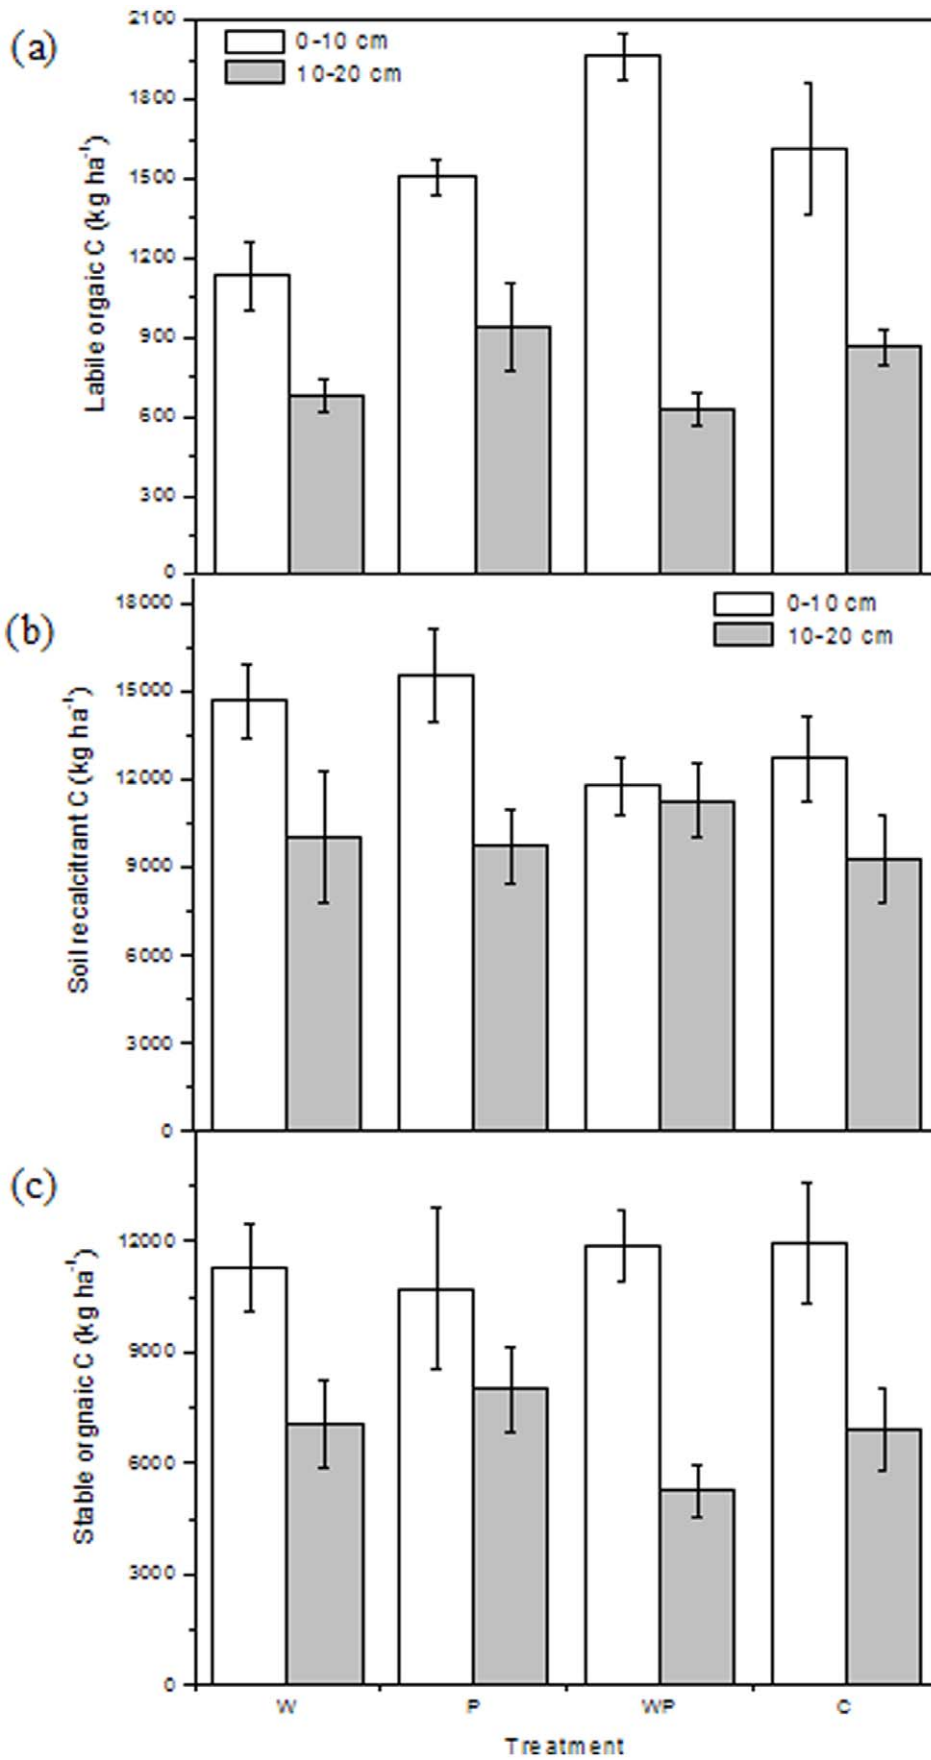 (a)
0-10 cm
10-20 cm
Labile orgaic C (kg ha⁻¹)
2100
1800
1500
1200
900
600
300
0
(b)
0-10 cm
10-20 cm
Soil recalcitrant C (kg ha⁻¹)
18000
15000
12000
9000
6000
3000
0
(c)
Stable orgnaic C (kg ha⁻¹)
12000
9000
6000
3000
0
W P WP C
Treatment